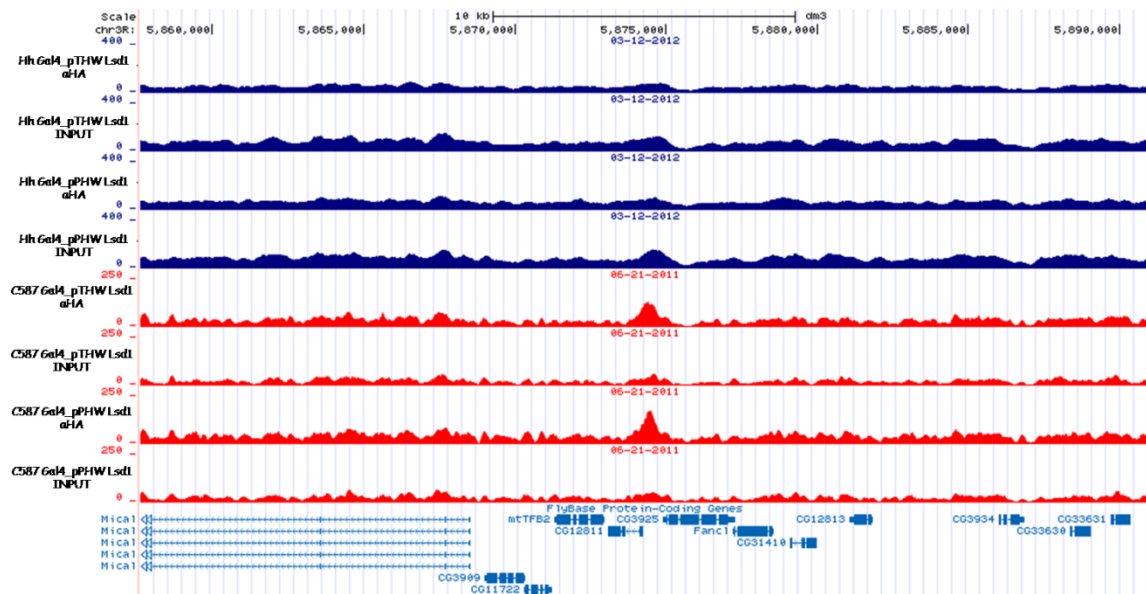 Scale 10 kb dm3
chr3R: 5,860,000 5,865,000 5,870,000 5,875,000 5,880,000 5,885,000 5,890,000
03-12-2012
400
Hh Gal4_pTHW Lsd1
αHA
0
03-12-2012
400
Hh Gal4_pTHW Lsd1
INPUT
0
03-12-2012
400
Hh Gal4_pPHW Lsd1
αHA
0
03-12-2012
400
Hh Gal4_pPHW Lsd1
INPUT
0
06-21-2011
250
C587 Gal4_pTHW Lsd1
αHA
0
06-21-2011
250
C587 Gal4_pTHW Lsd1
INPUT
0
06-21-2011
250
C587 Gal4_pPHW Lsd1
αHA
0
06-21-2011
250
C587 Gal4_pPHW Lsd1
INPUT
0
FlyBase Protein-Coding Genes
Mical mtTFB2 CG3925 CG12813 CG3934 CG33631
Mical CG12811 Fancl CG33630
Mical CG31410
Mical
Mical
CG3909
CG11722